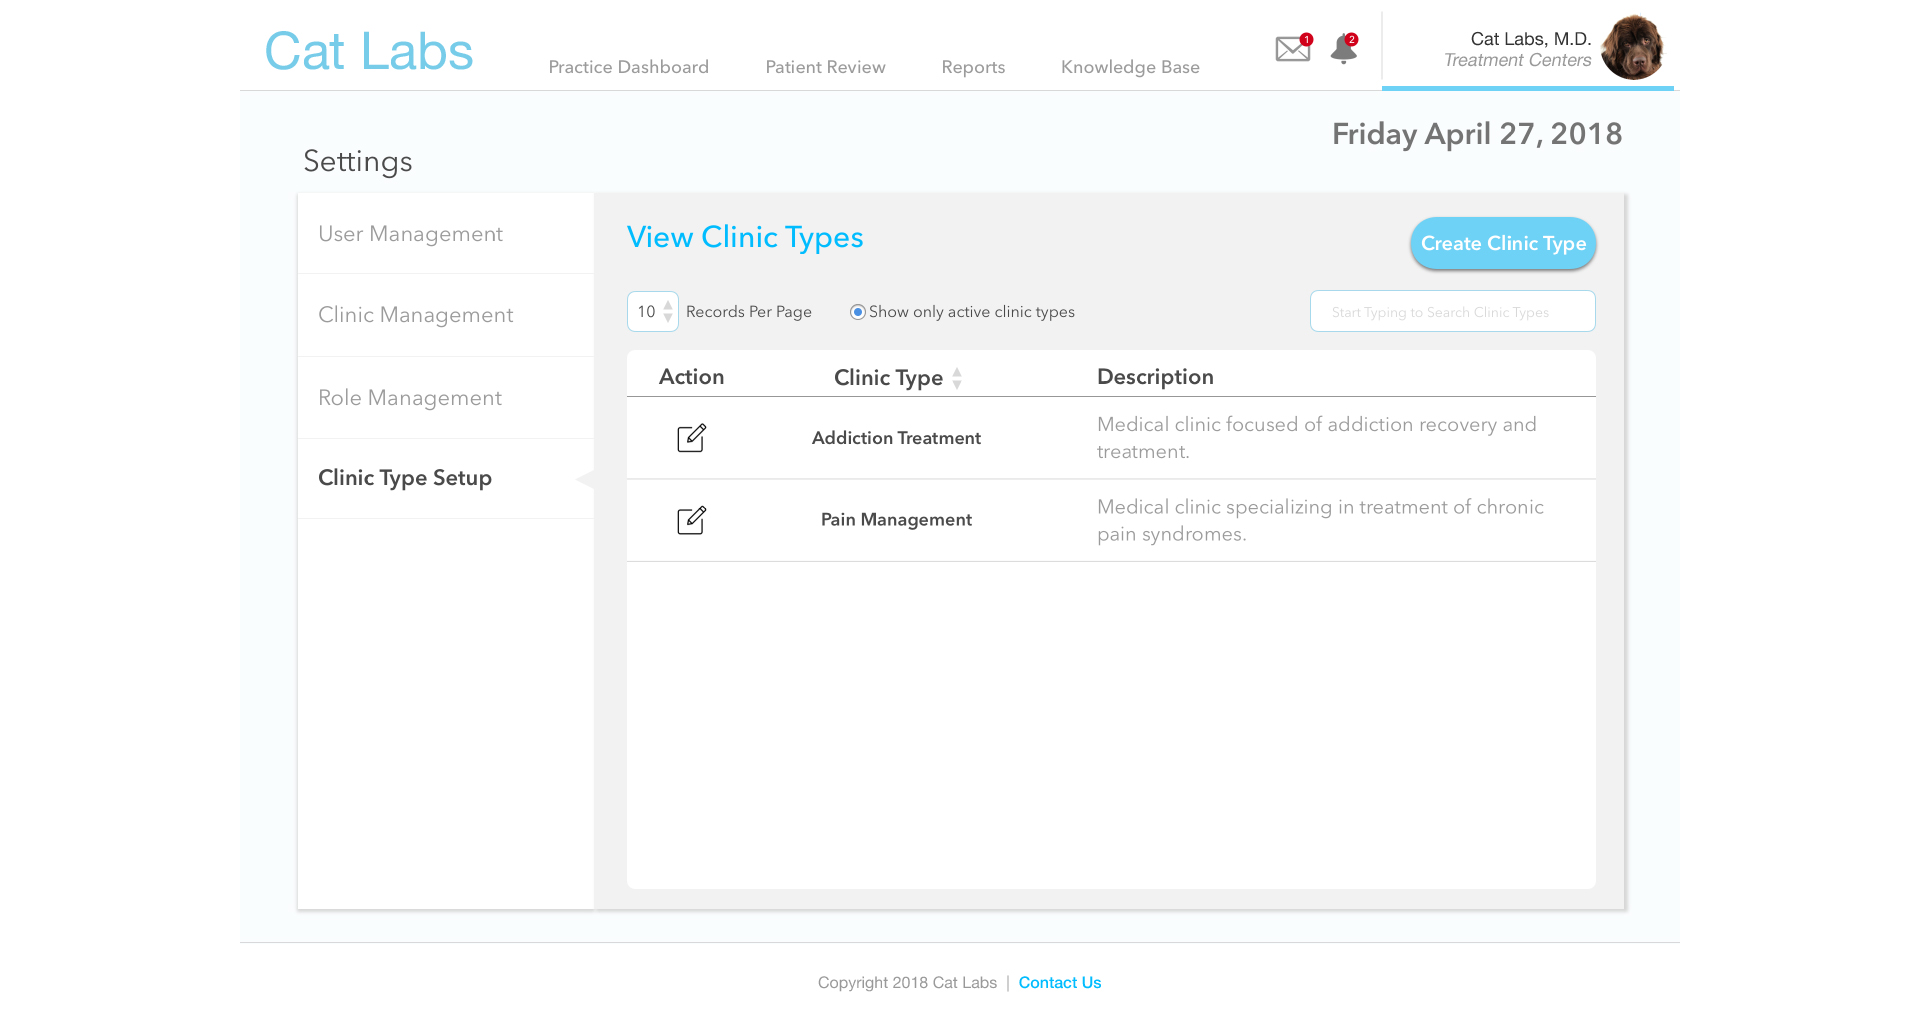 Cat Labs
Practice Dashboard
Patient Review
Reports
Knowledge Base
1
2
Cat Labs, M.D.
Treatment Centers
Friday April 27, 2018
Settings
User Management
Clinic Management
Role Management
Clinic Type Setup
View Clinic Types
Create Clinic Type
10
Records Per Page
Show only active clinic types
Start Typing to Search Clinic Types
Action
Clinic Type
Description
Addiction Treatment
Medical clinic focused of addiction recovery and
treatment.
Pain Management
Medical clinic specializing in treatment of chronic
pain syndromes.
Copyright 2018 Cat Labs | Contact Us